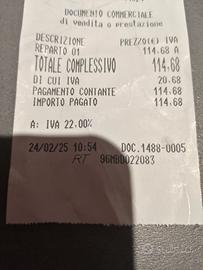 DOCUMENTO COMMERCIALE
di vendita o prestazione
DESCRIZIONE PREZZO(€) IVA
REPARTO 01 114.68 A
TOTALE COMPLESSIVO 114.68
DI CUI IVA 20.68
PAGAMENTO CONTANTE 114.68
IMPORTO PAGATO 114.68
A: IVA 22.00%
24/02/25 10:54 DOC.1488-0005
RT 96MBD022083